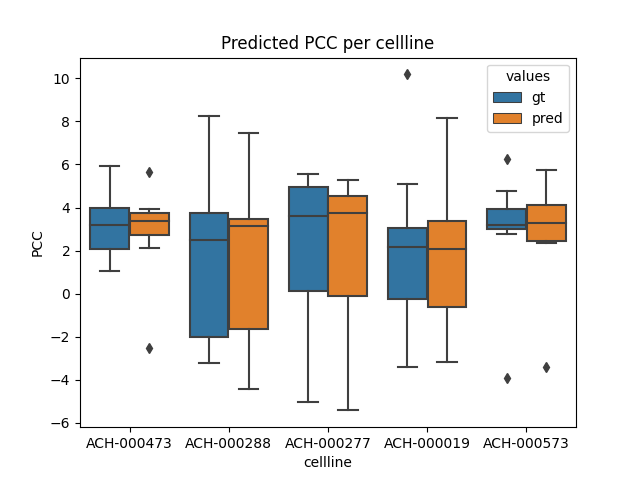 Predicted PCC per cellline
values
gt
pred
10
8
6
4
2
0
−2
−4
−6
PCC
ACH-000473 ACH-000288 ACH-000277 ACH-000019 ACH-000573
cellline